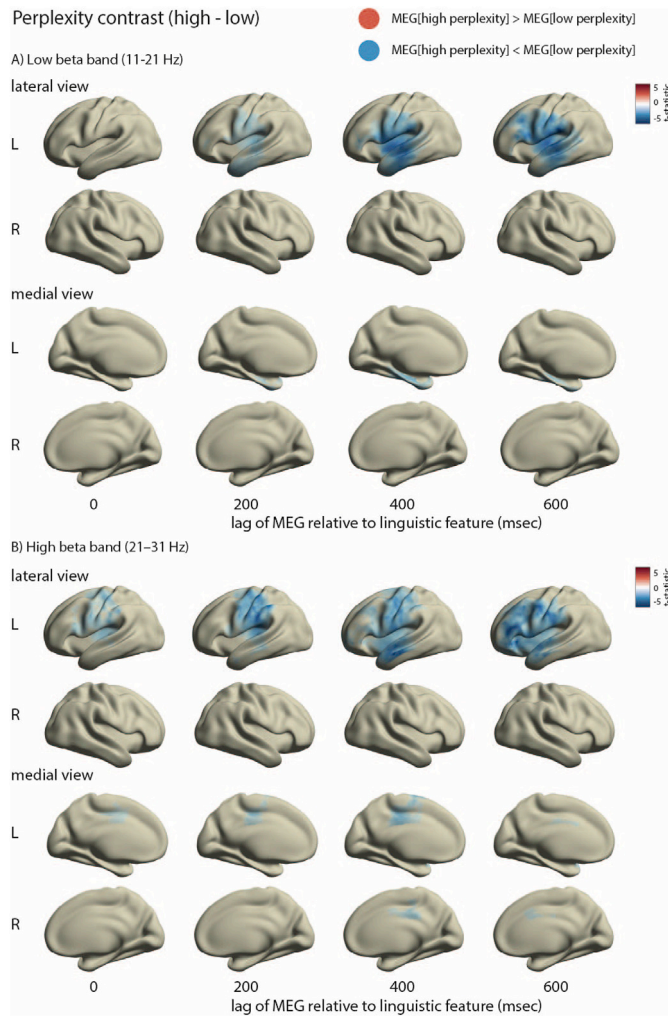 Perplexity contrast (high - low)
MEG[high perplexity] > MEG[low perplexity]
MEG[high perplexity] < MEG[low perplexity]
A) Low beta band (11-21 Hz)
lateral view
5
0
-5
t-statistic
L
R
medial view
L
R
0 200 400 600
lag of MEG relative to linguistic feature (msec)
B) High beta band (21–31 Hz)
lateral view
5
0
-5
L
R
medial view
L
R
0 200 400 600
lag of MEG relative to linguistic feature (msec)